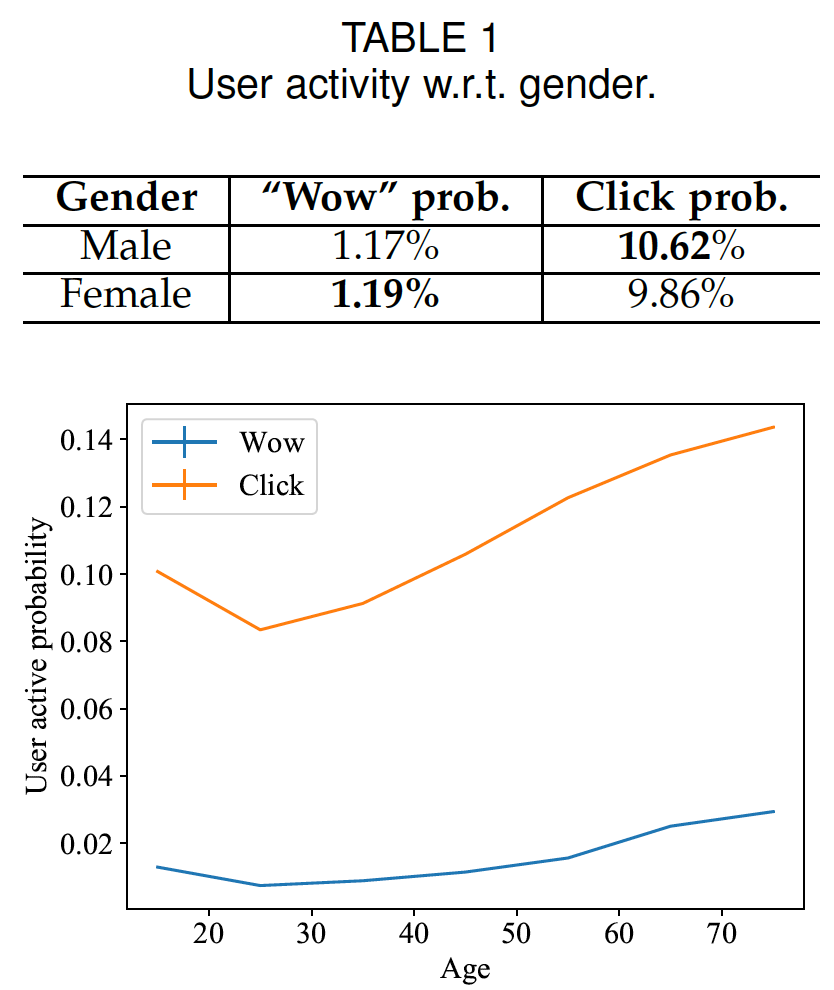 TABLE 1
User activity w.r.t. gender.
Gender “Wow” prob. Click prob.
Male 1.17% 10.62%
Female 1.19% 9.86%
Wow
Click
0.14
0.12
0.10
0.08
0.06
0.04
0.02
User active probability
20 30 40 50 60 70
Age